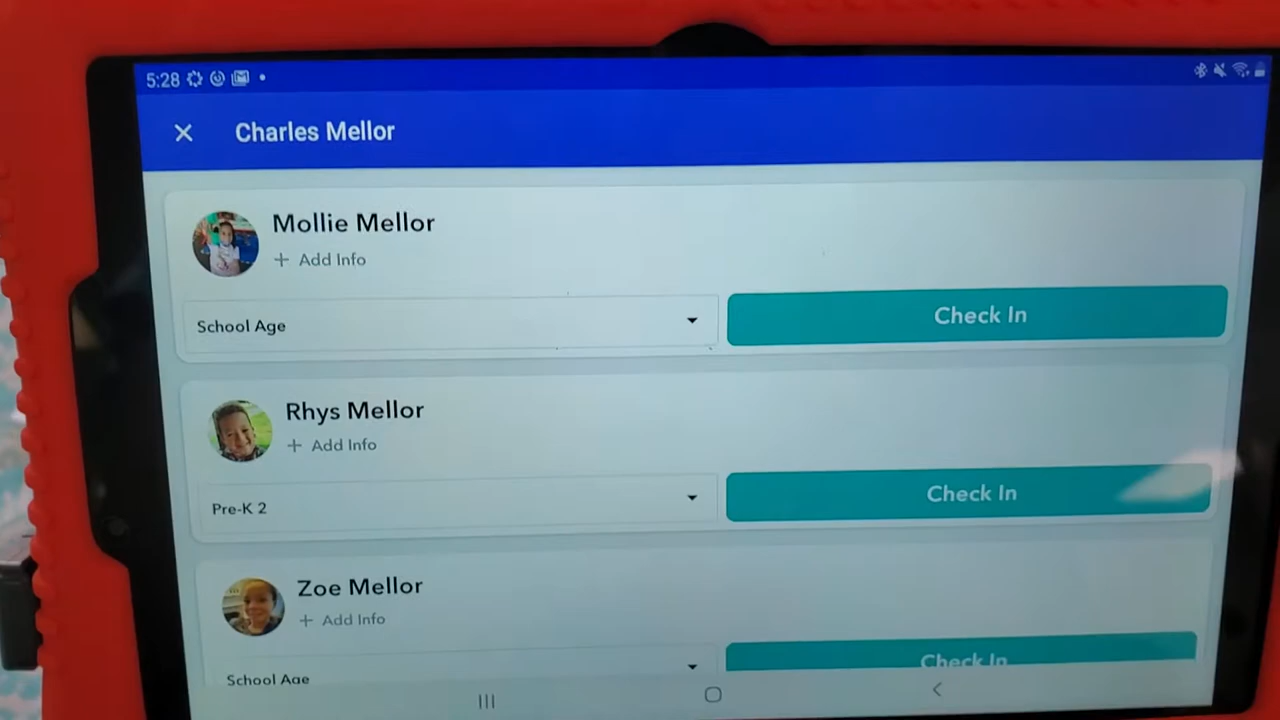 5:28
Charles Mellor
Mollie Mellor
+ Add Info
School Age
Check In
Rhys Mellor
+ Add Info
Pre-K 2
Check In
Zoe Mellor
+ Add Info
School Age
Check In